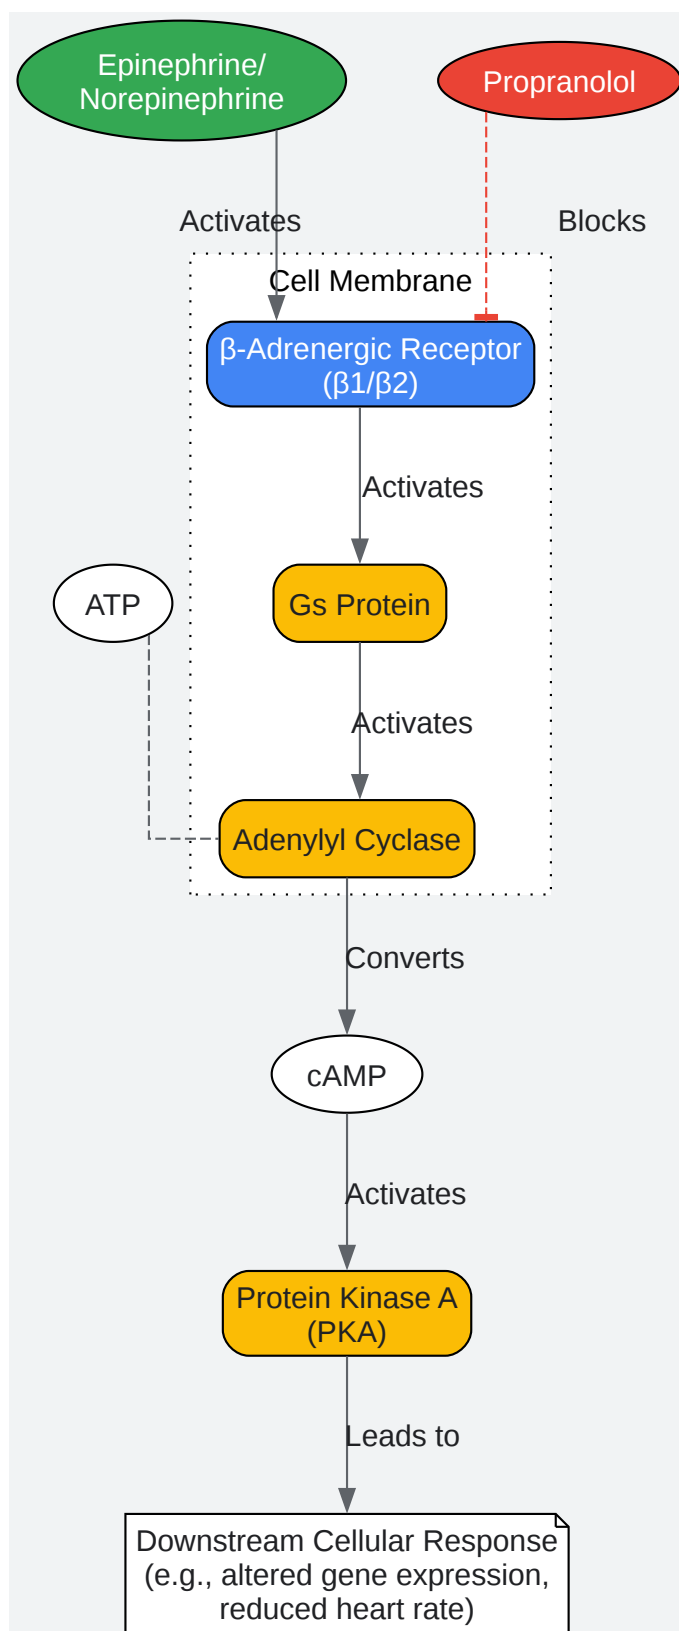 Epinephrine/
Norepinephrine
Propranolol
Activates
Blocks
Cell Membrane
β-Adrenergic Receptor
(β1/β2)
Activates
ATP
Gs Protein
Activates
Adenylyl Cyclase
Converts
cAMP
Activates
Protein Kinase A
(PKA)
Leads to
Downstream Cellular Response
(e.g., altered gene expression,
reduced heart rate)